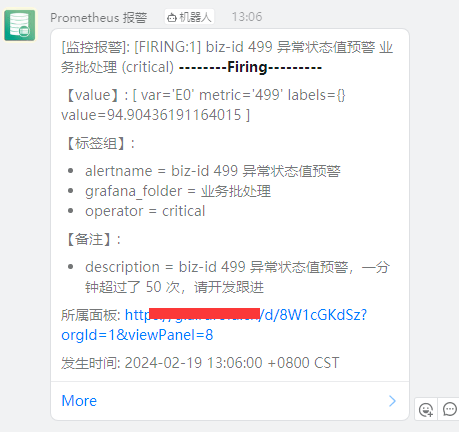 Prometheus 报警 机器人 13:06
[监控报警]: [FIRING:1] biz-id 499 异常状态值预警 业
务批处理 (critical) --------Firing---------
【value】: [ var='E0' metric='499' labels={}
value=94.90436191164015 ]
【标签组】:
• alertname = biz-id 499 异常状态值预警
• grafana_folder = 业务批处理
• operator = critical
【备注】:
• description = biz-id 499 异常状态值预警，一分
钟超过了 50 次，请开发跟进
所属面板: /d/8W1cGKdSz?
orgId=1&viewPanel=8
发生时间: 2024-02-19 13:06:00 +0800 CST
More